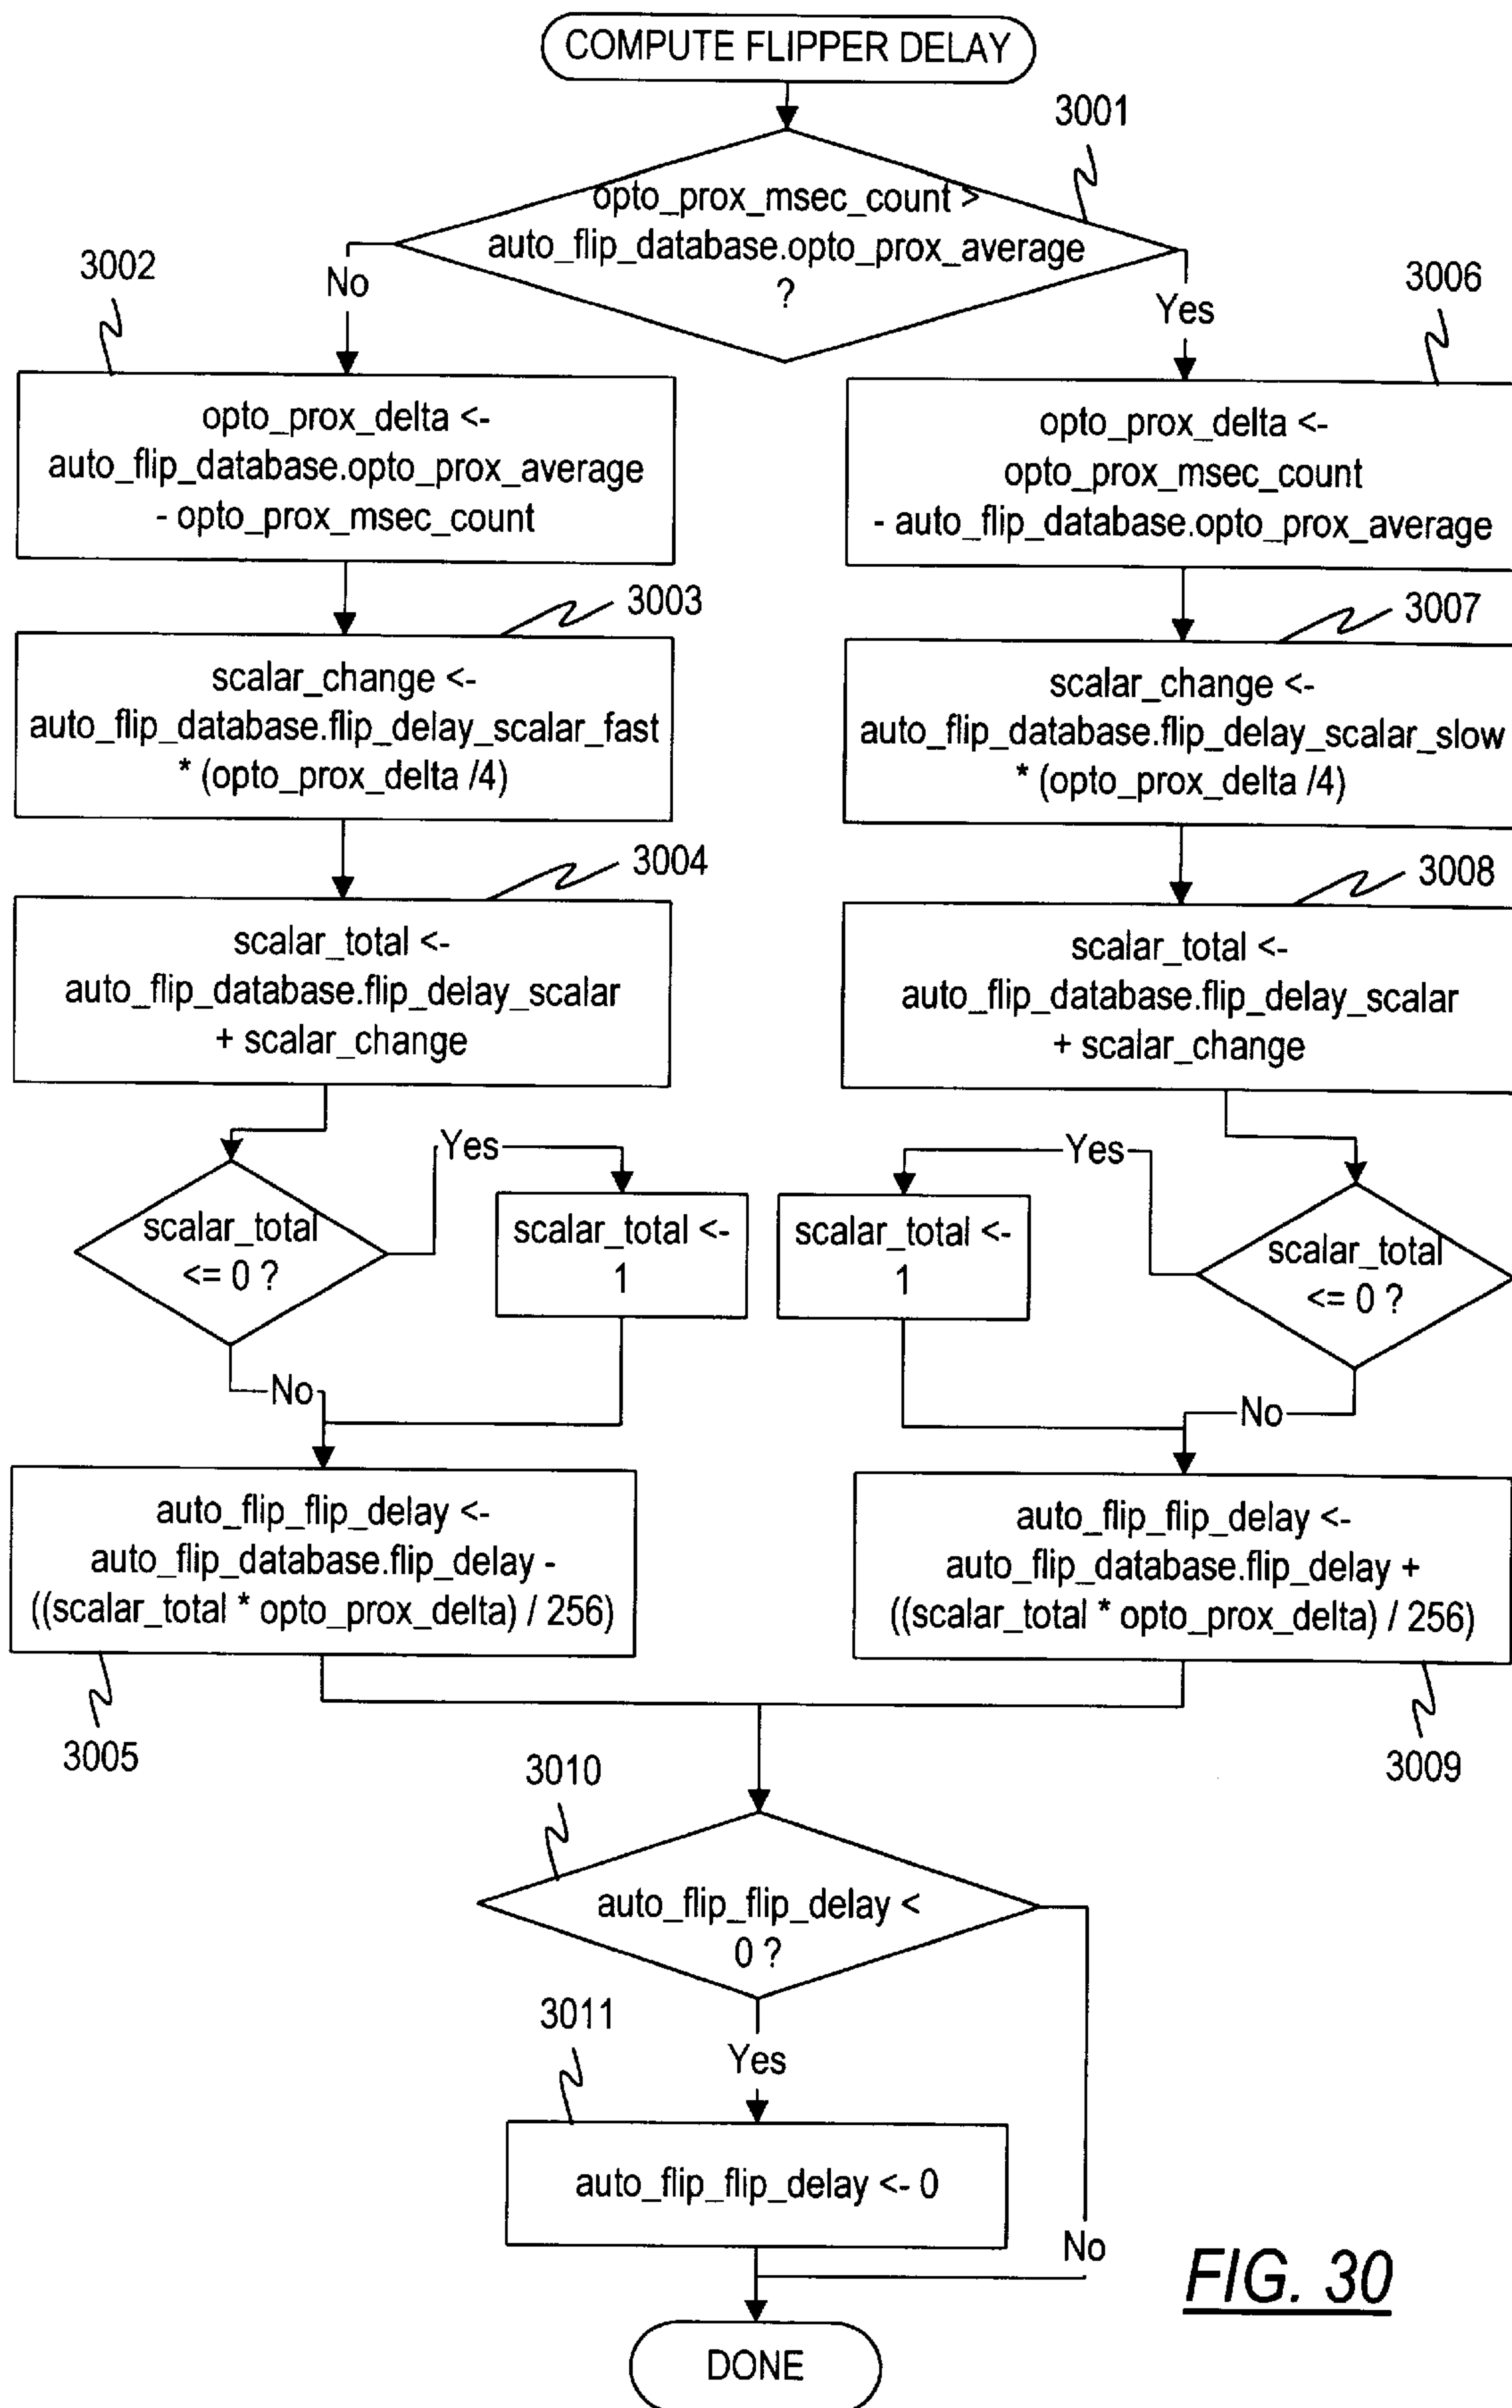 COMPUTE FLIPPER DELAY
3001
opto_prox_msec_count >
auto_flip_database.opto_prox_average
?
No
Yes
3002
opto_prox_delta <-
auto_flip_database.opto_prox_average
- opto_prox_msec_count
3003
scalar_change <-
auto_flip_database.flip_delay_scalar_fast
* (opto_prox_delta /4)
3004
scalar_total <-
auto_flip_database.flip_delay_scalar
+ scalar_change
scalar_total
<= 0 ?
Yes
scalar_total <-
1
No
auto_flip_flip_delay <-
auto_flip_database.flip_delay -
((scalar_total * opto_prox_delta) / 256)
3005
3006
opto_prox_delta <-
opto_prox_msec_count
- auto_flip_database.opto_prox_average
3007
scalar_change <-
auto_flip_database.flip_delay_scalar_slow
* (opto_prox_delta /4)
3008
scalar_total <-
auto_flip_database.flip_delay_scalar
+ scalar_change
scalar_total
<= 0 ?
Yes
scalar_total <-
1
No
auto_flip_flip_delay <-
auto_flip_database.flip_delay +
((scalar_total * opto_prox_delta) / 256)
3009
3010
auto_flip_flip_delay <
0 ?
Yes
3011
auto_flip_flip_delay <- 0
No
DONE
FIG. 30